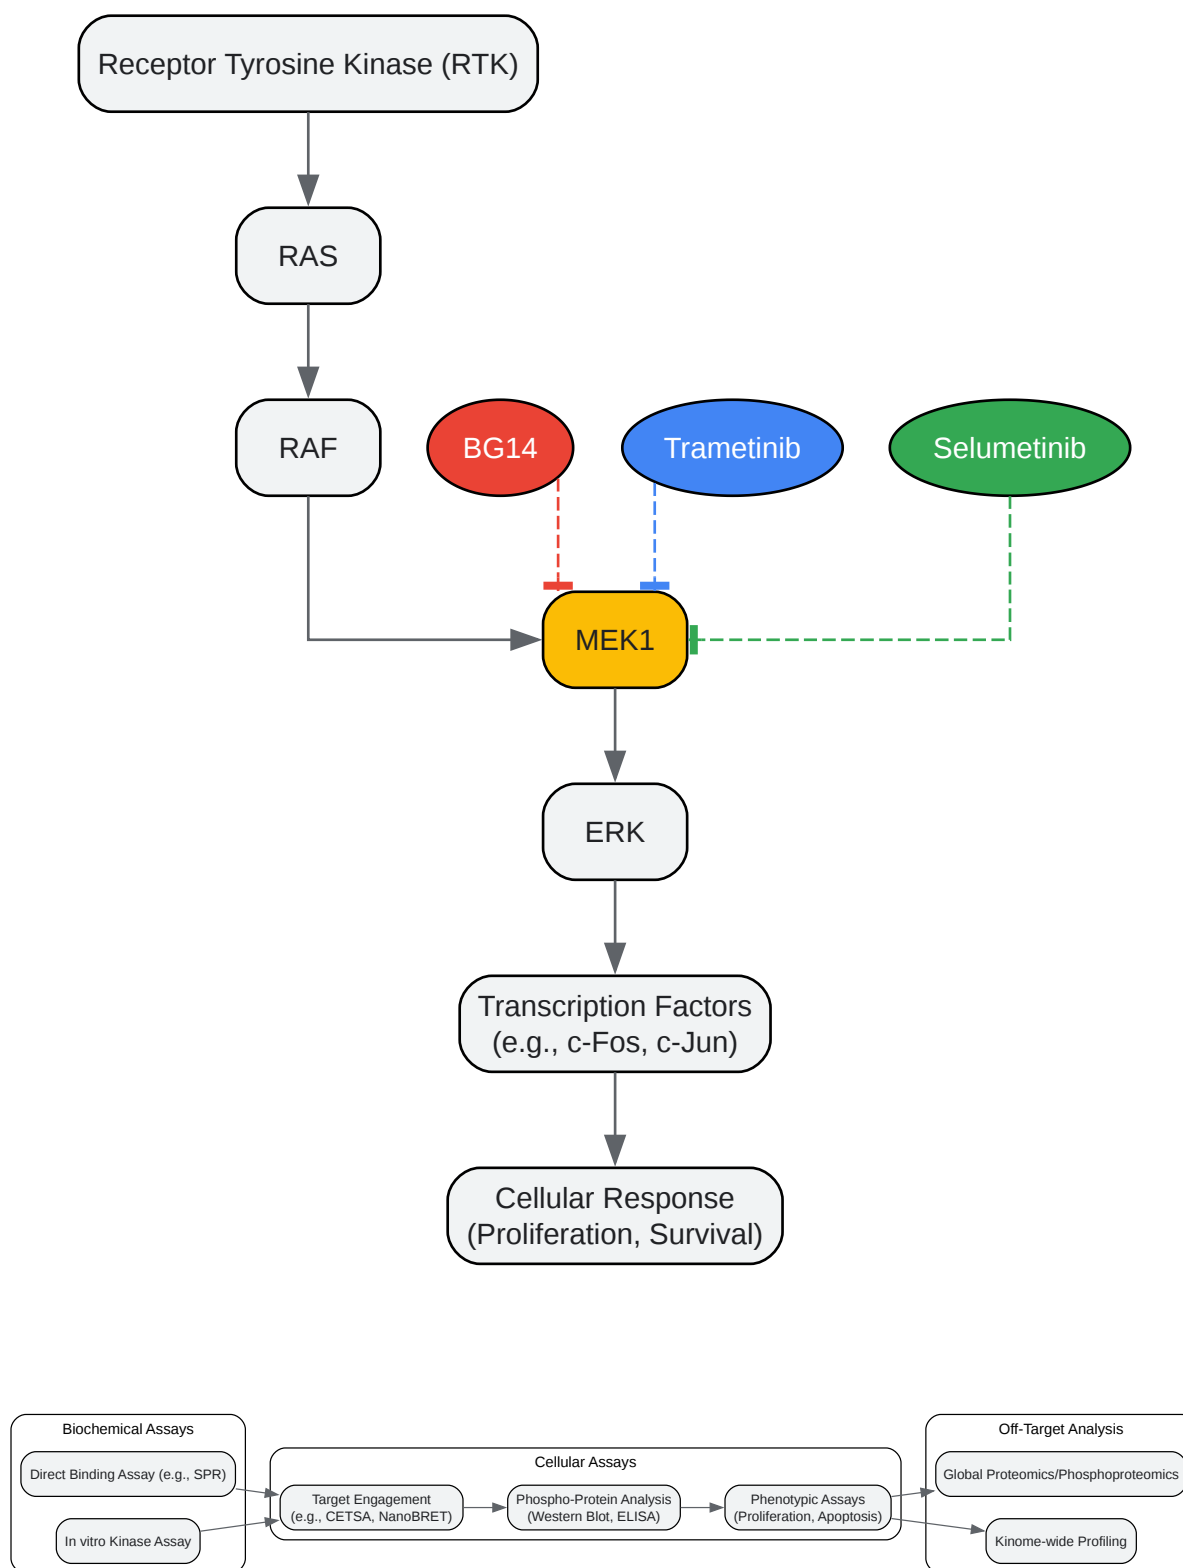 Receptor Tyrosine Kinase (RTK)
RAS
RAF
BG14
Trametinib
Selumetinib
MEK1
ERK
Transcription Factors
(e.g., c-Fos, c-Jun)
Cellular Response
(Proliferation, Survival)
Biochemical Assays
Direct Binding Assay (e.g., SPR)
In vitro Kinase Assay
Cellular Assays
Target Engagement
(e.g., CETSA, NanoBRET)
Phospho-Protein Analysis
(Western Blot, ELISA)
Phenotypic Assays
(Proliferation, Apoptosis)
Off-Target Analysis
Global Proteomics/Phosphoproteomics
Kinome-wide Profiling